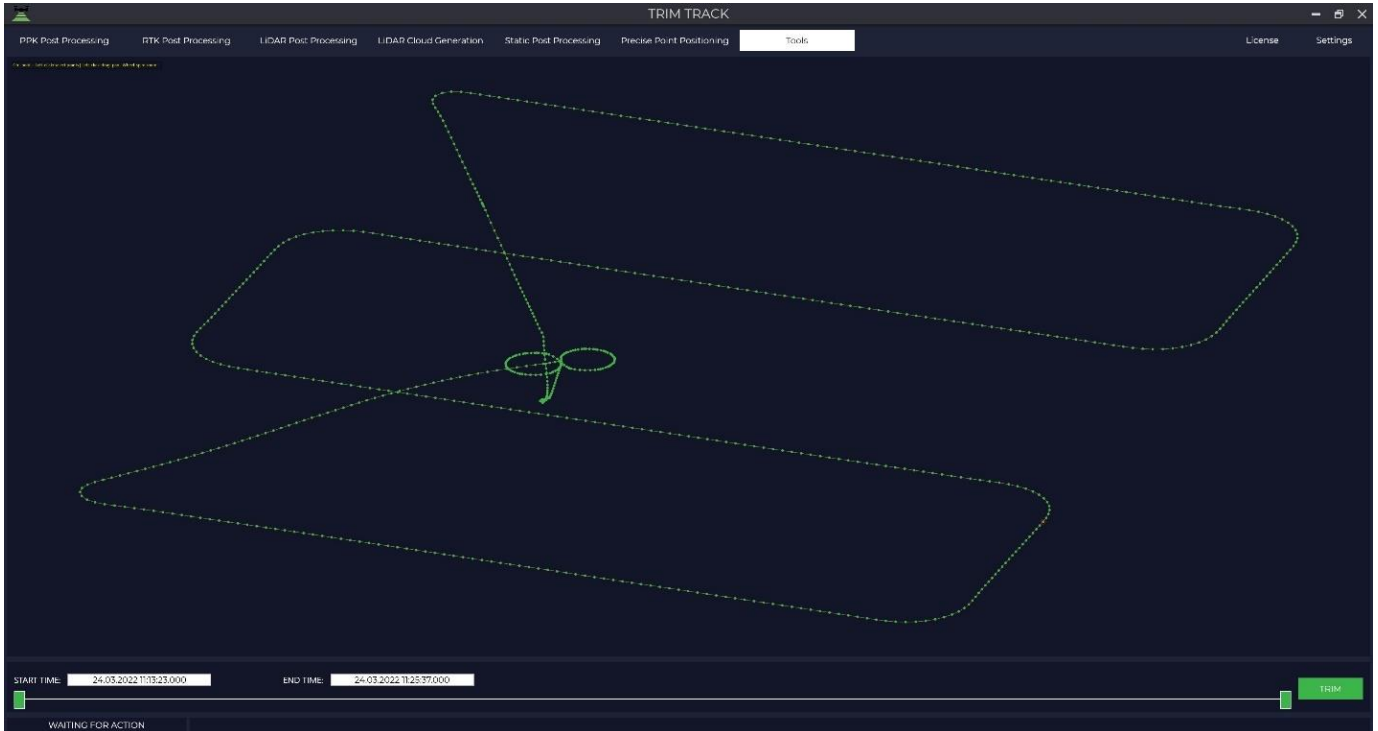 TRIM TRACK
PPK Post Processing RTK Post Processing LiDAR Post Processing LiDAR Cloud Generation Static Post Processing Precise Point Positioning Tools License Settings
START TIME: 24.03.2022 11:13:23.000 END TIME: 24.03.2022 11:25:37.000
TRIM
WAITING FOR ACTION